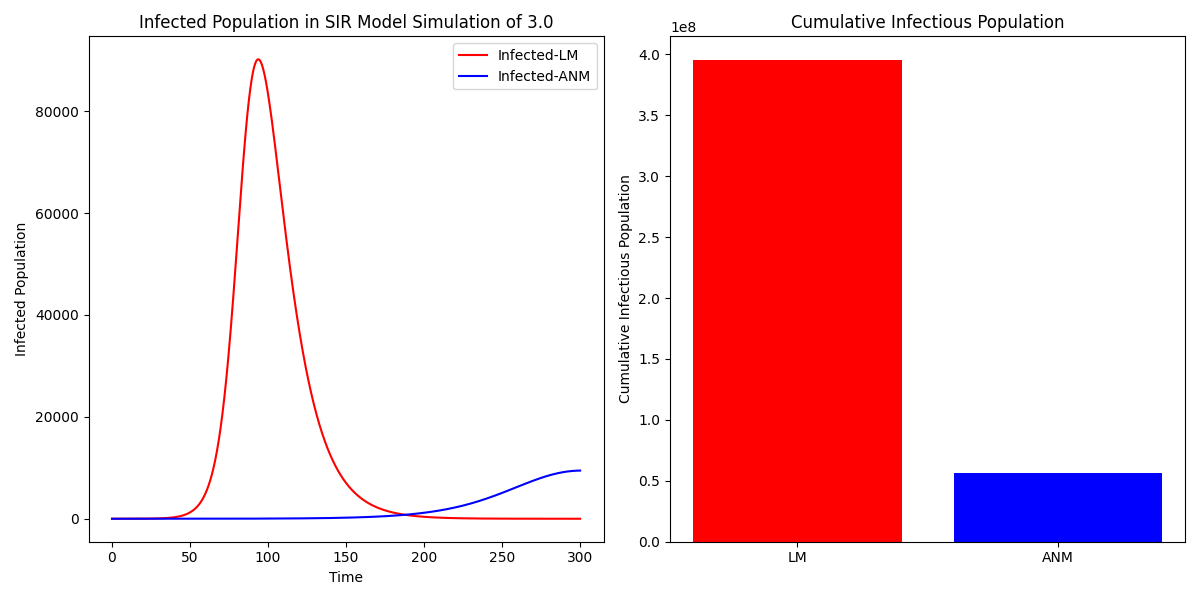 Infected Population in SIR Model Simulation of 3.0
Infected-LM
Infected-ANM
Infected Population
80000
60000
40000
20000
0
0 50 100 150 200 250 300
Time
Cumulative Infectious Population
1e8
Cumulative Infectious Population
4.0
3.5
3.0
2.5
2.0
1.5
1.0
0.5
0.0
LM ANM